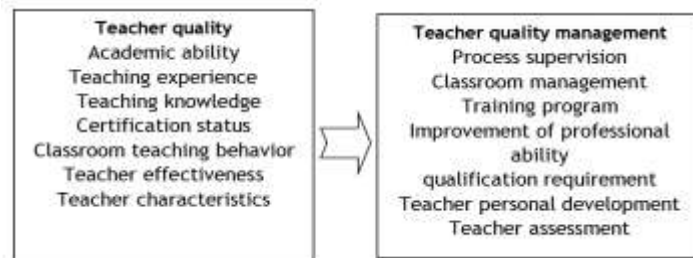 Teacher quality
Academic ability
Teaching experience
Teaching knowledge
Certification status
Classroom teaching behavior
Teacher effectiveness
Teacher characteristics
Teacher quality management
Process supervision
Classroom management
Training program
Improvement of professional
ability
qualification requirement
Teacher personal development
Teacher assessment